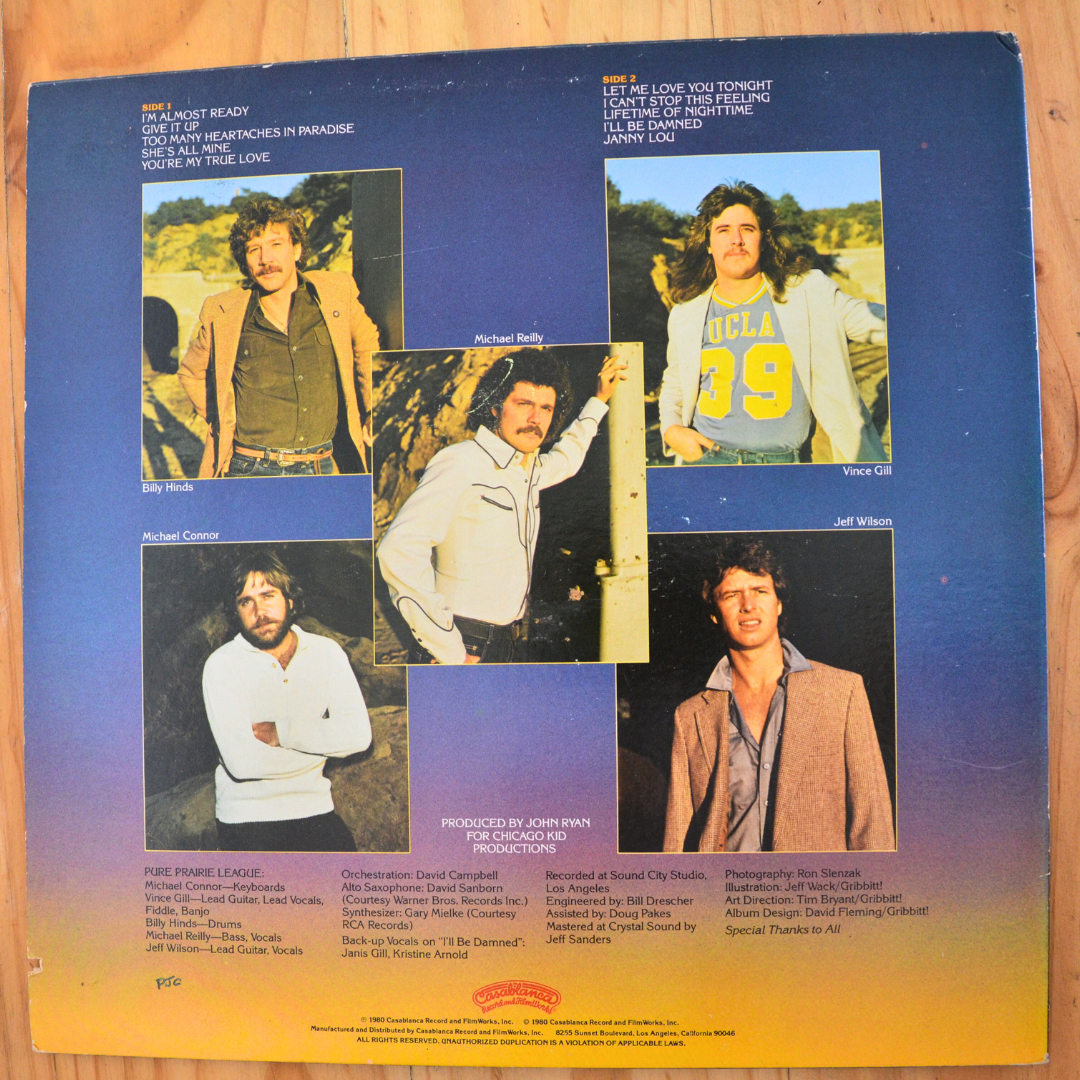 SIDE 1
I'M ALMOST READY
GIVE IT UP
TOO MANY HEARTACHES IN PARADISE
SHE'S ALL MINE
YOU'RE MY TRUE LOVE
SIDE 2
LET ME LOVE YOU TONIGHT
I CAN'T STOP THIS FEELING
LIFETIME OF NIGHTTIME
I'LL BE DAMNED
JANNY LOU
UCLA
39
Michael Reilly
Billy Hinds
Vince Gill
Michael Connor
Jeff Wilson
PRODUCED BY JOHN RYAN
FOR CHICAGO KID
PRODUCTIONS
PURE PRAIRIE LEAGUE:
Michael Connor—Keyboards
Vince Gill—Lead Guitar, Lead Vocals,
Fiddle, Banjo
Billy Hinds—Drums
Michael Reilly—Bass, Vocals
Jeff Wilson—Lead Guitar, Vocals
Orchestration: David Campbell
Alto Saxophone: David Sanborn
(Courtesy Warner Bros. Records Inc.)
Synthesizer: Gary Mielke (Courtesy
RCA Records)
Back-up Vocals on "I'll Be Damned":
Janis Gill, Kristine Arnold
Recorded at Sound City Studio,
Los Angeles
Engineered by: Bill Drescher
Assisted by: Doug Pakes
Mastered at Crystal Sound by
Jeff Sanders
Photography: Ron Slenzak
Illustration: Jeff Wack/Gribbitt!
Art Direction: Tim Bryant/Gribbitt!
Album Design: David Fleming/Gribbitt!
Special Thanks to All
PJC
Casablanca
Record and FilmWorks
℗ 1980 Casablanca Record and FilmWorks, Inc. © 1980 Casablanca Record and FilmWorks, Inc.
Manufactured and Distributed by Casablanca Record and FilmWorks, Inc. 8255 Sunset Boulevard, Los Angeles, California 90046
ALL RIGHTS RESERVED. UNAUTHORIZED DUPLICATION IS A VIOLATION OF APPLICABLE LAWS.